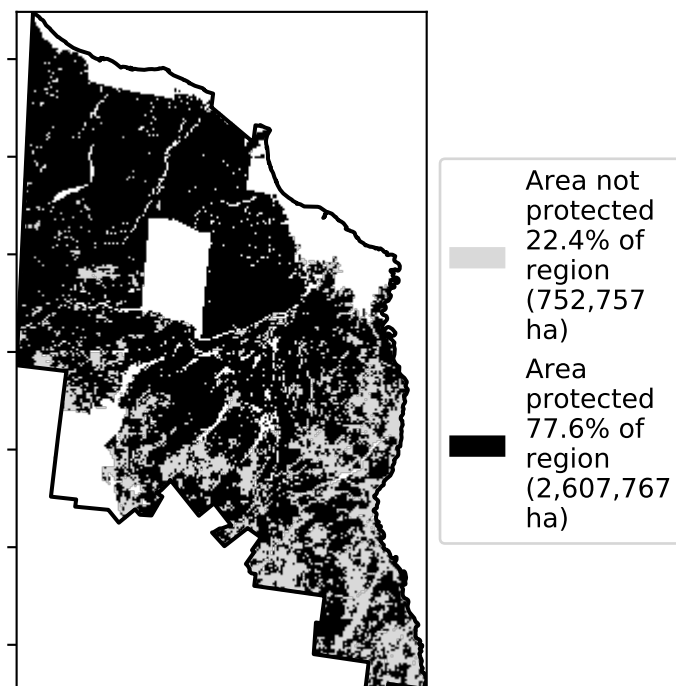 Area not
protected
22.4% of
region
(752,757
ha)
Area
protected
77.6% of
region
(2,607,767
ha)